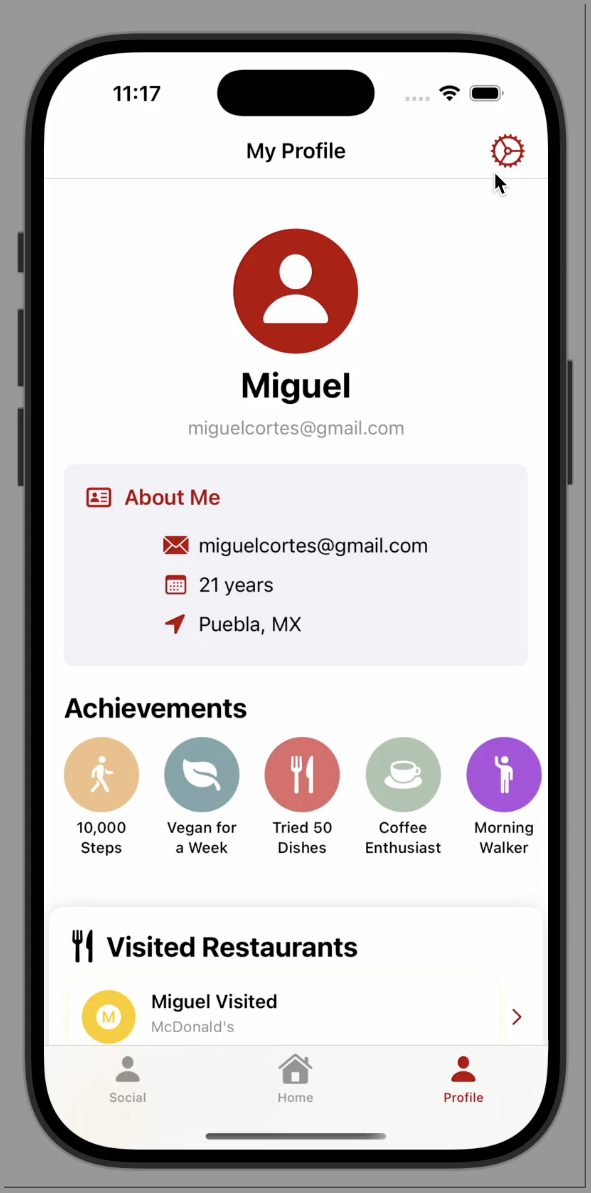 11:17
My Profile
Miguel
miguelcortes@gmail.com
About Me
miguelcortes@gmail.com
21 years
Puebla, MX
Achievements
10,000
Steps
Vegan for
a Week
Tried 50
Dishes
Coffee
Enthusiast
Morning
Walker
Visited Restaurants
M
Miguel Visited
McDonald's
Social
Home
Profile